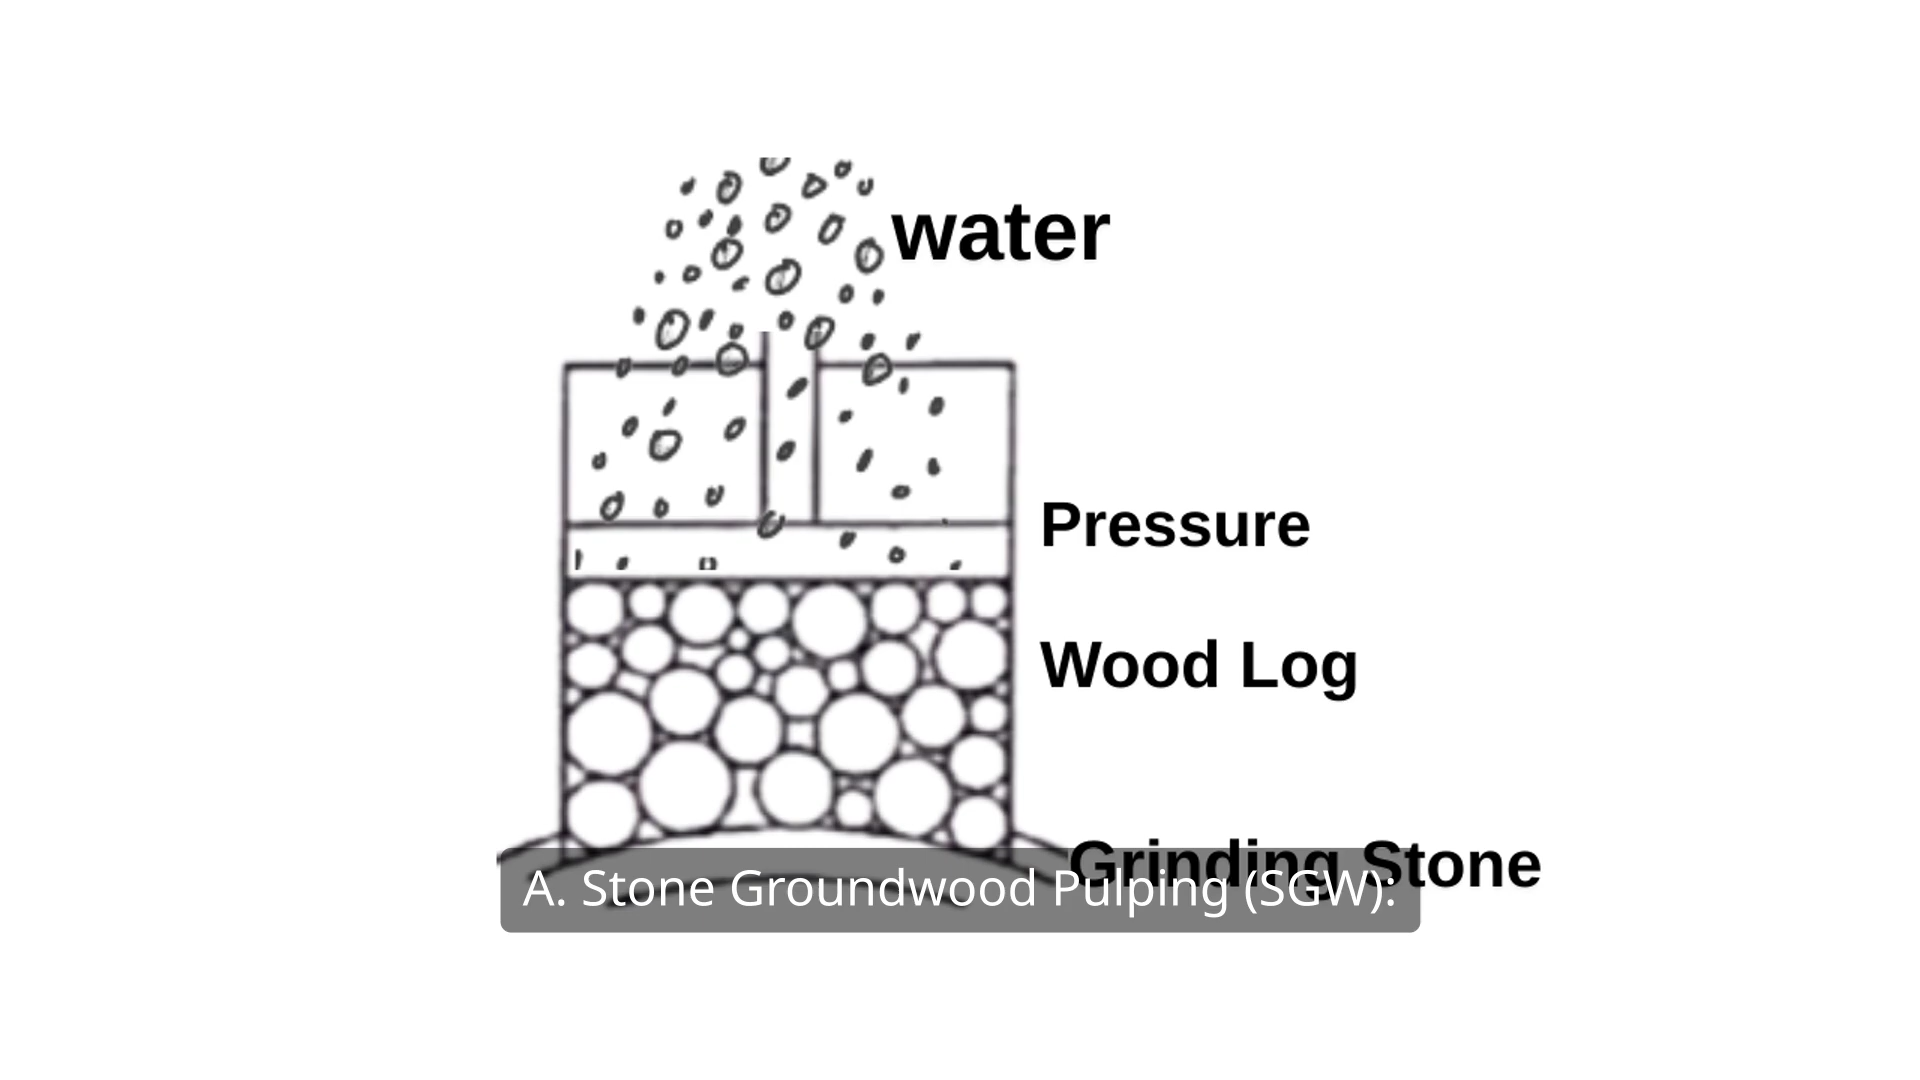 water
Pressure
Wood Log
Grinding Stone
A. Stone Groundwood Pulping (SGW):